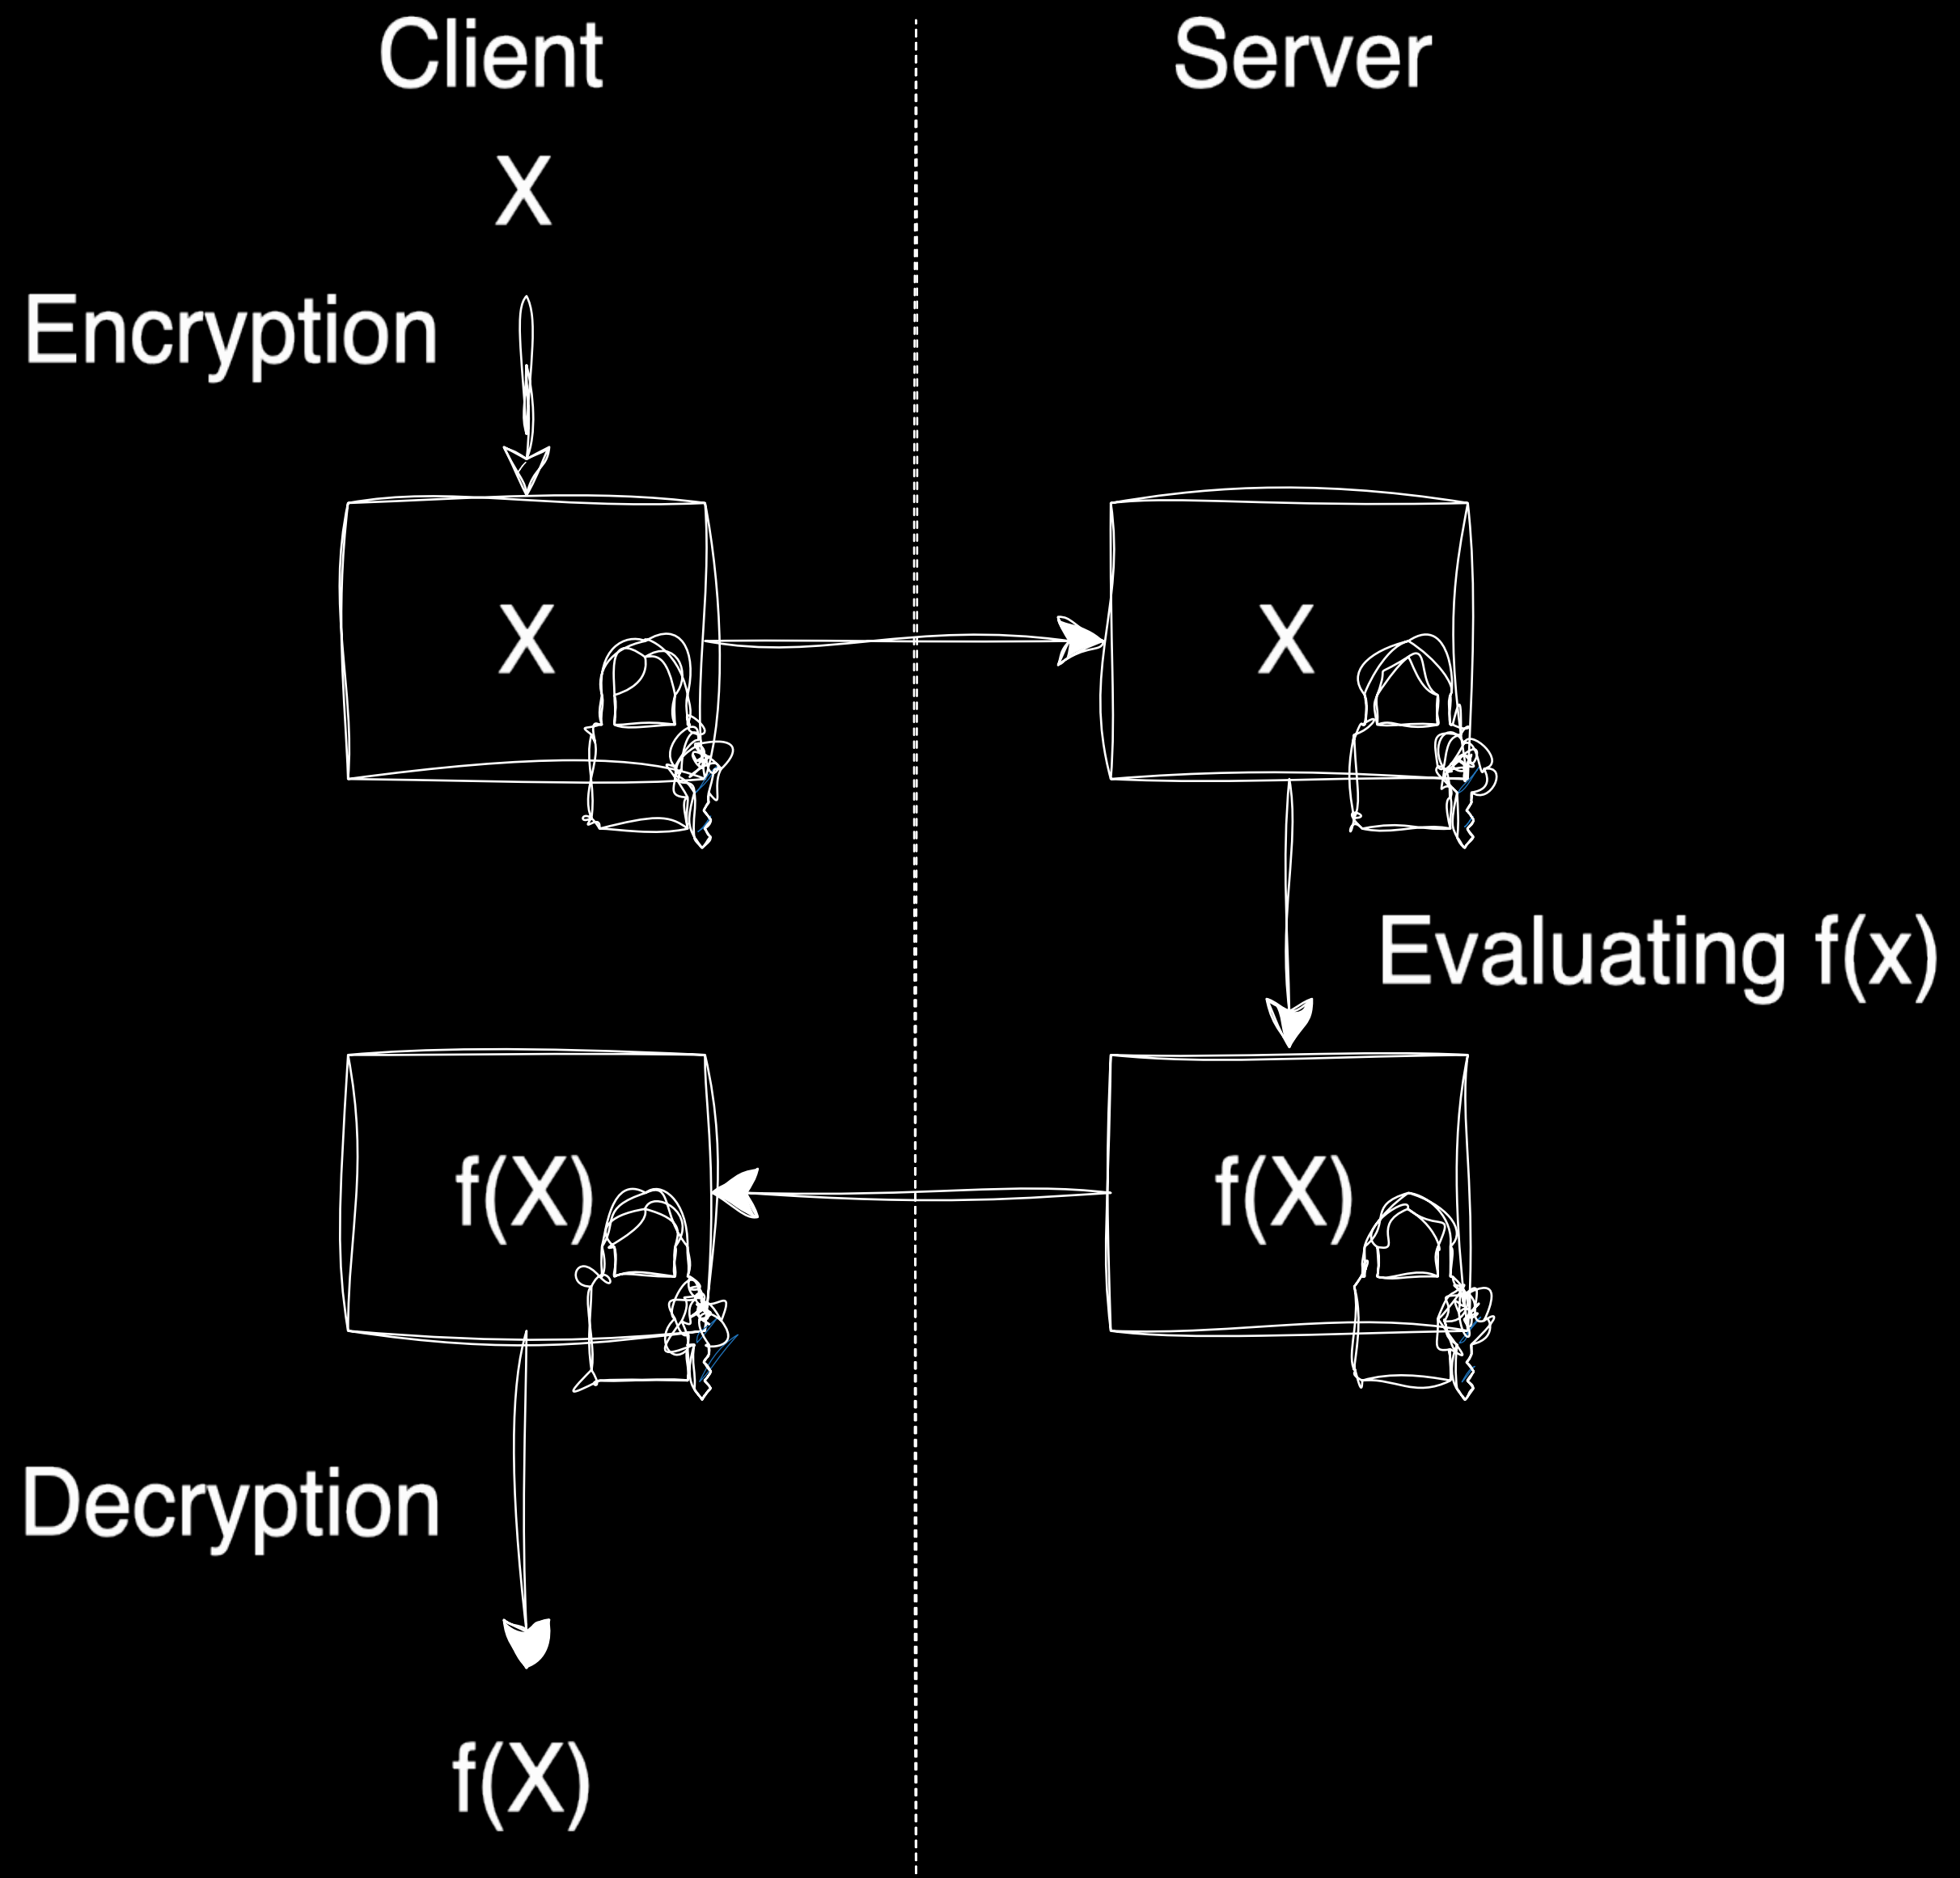 Client
Server
X
Encryption
X
X
Evaluating f(x)
f(X)
f(X)
Decryption
f(X)